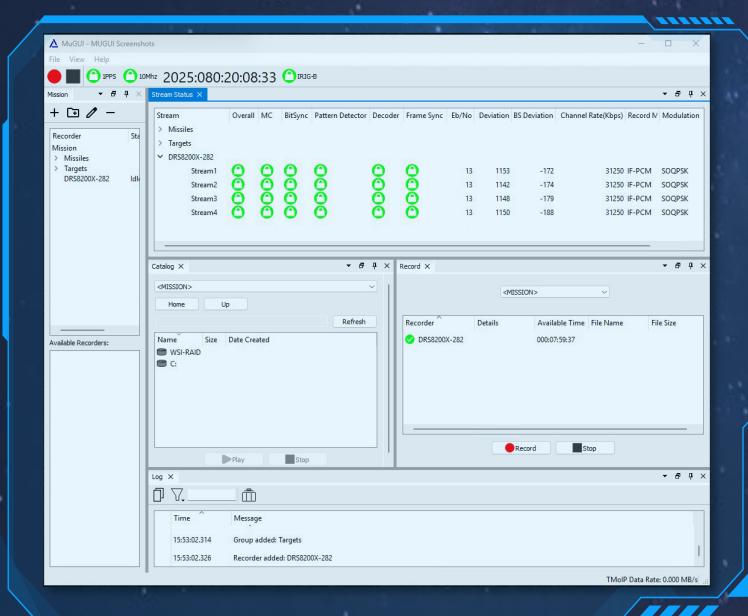 MuGUI - MUGUI Screenshots
File View Help
1PPS 10Mhz 2025:080:20:08:33 IRIG-B
Mission
Stream Status
Recorder
Mission
Missiles
Targets
DRS8200X-282
Available Recorders:
Stream Overall MC BitSync Pattern Detector Decoder Frame Sync Eb/No Deviation BS Deviation Channel Rate(Kbps) Record M Modulation
Missiles
Targets
DRS8200X-282
Stream1 13 1153 -172 31250 IF-PCM SOQPSK
Stream2 13 1142 -174 31250 IF-PCM SOQPSK
Stream3 13 1148 -179 31250 IF-PCM SOQPSK
Stream4 13 1150 -188 31250 IF-PCM SOQPSK
Catalog
<MISSION>
Home Up
Refresh
Name Size Date Created
WSI-RAID
C:
Play Stop
Record
<MISSION>
Recorder Details Available Time File Name File Size
DRS8200X-282 000:07:59:37
Record Stop
Log
Time Message
15:53:02.314 Group added: Targets
15:53:02.326 Recorder added: DRS8200X-282
TMoIP Data Rate: 0.000 MB/s